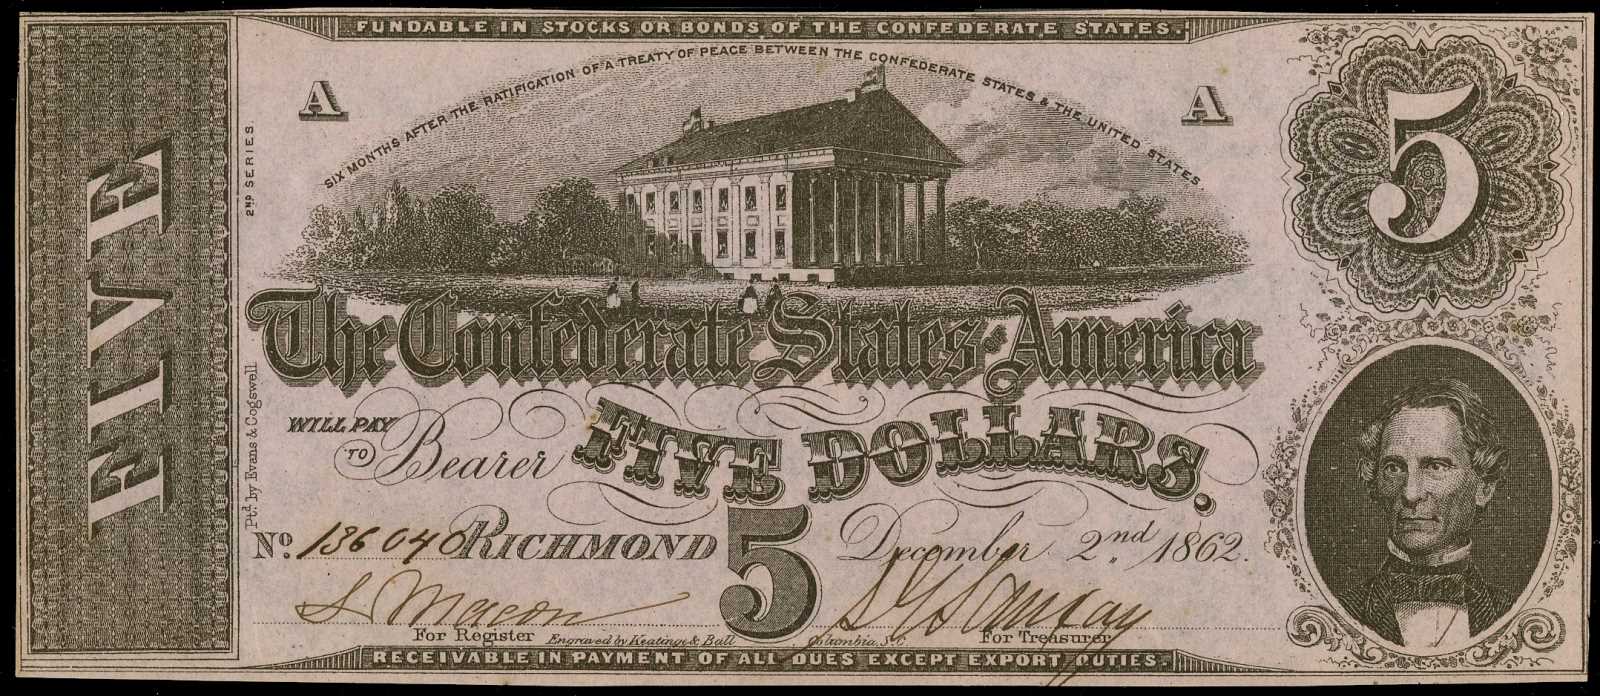 FUNDABLE IN STOCKS OR BONDS OF THE CONFEDERATE STATES.
SIX MONTHS AFTER THE RATIFICATION OF A TREATY OF PEACE BETWEEN THE CONFEDERATE STATES & THE UNITED STATES
A
A
5
FIVE
2ND SERIES.
The Confederate States of America
WILL PAY
TO Bearer
FIVE DOLLARS.
Ptd. by Evans & Cogswell
No. 136040 RICHMOND 5 December 2nd 1862.
S Macon
For Register
Engraved by Keatinge & Ball
Columbia, S.C
For Treasurer
RECEIVABLE IN PAYMENT OF ALL DUES EXCEPT EXPORT DUTIES.